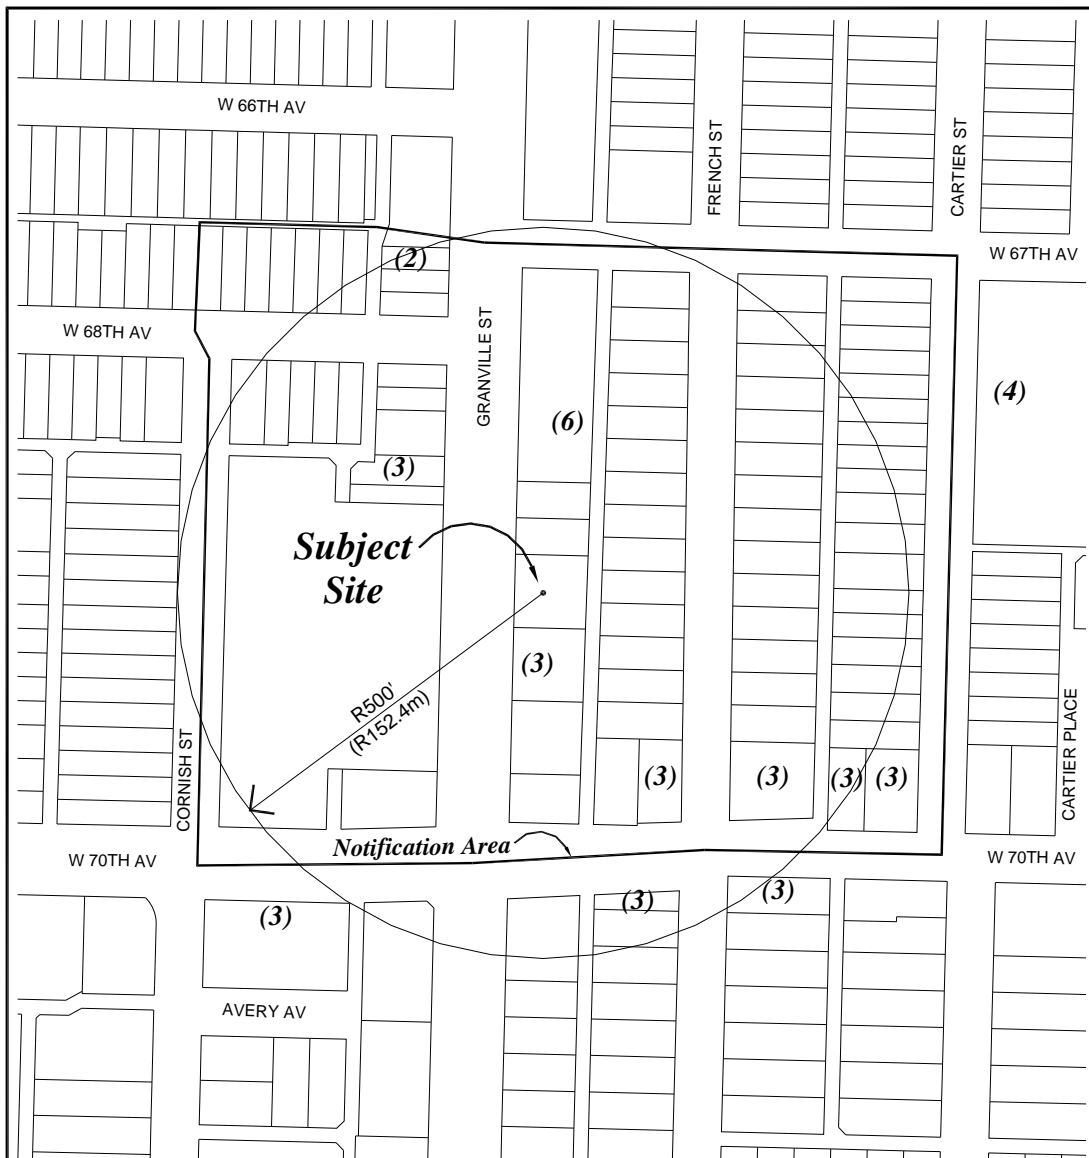 W 66TH AV
FRENCH ST
CARTIER ST
W 67TH AV
(2)
W 68TH AV
GRANVILLE ST
(4)
(6)
(3)
Subject
Site
(3)
R500'
(R152.4m)
CORNISH ST
CARTIER PLACE
(3)
(3)
(3)
(3)
Notification Area
W 70TH AV
W 70TH AV
(3)
(3)
(3)
AVERY AV